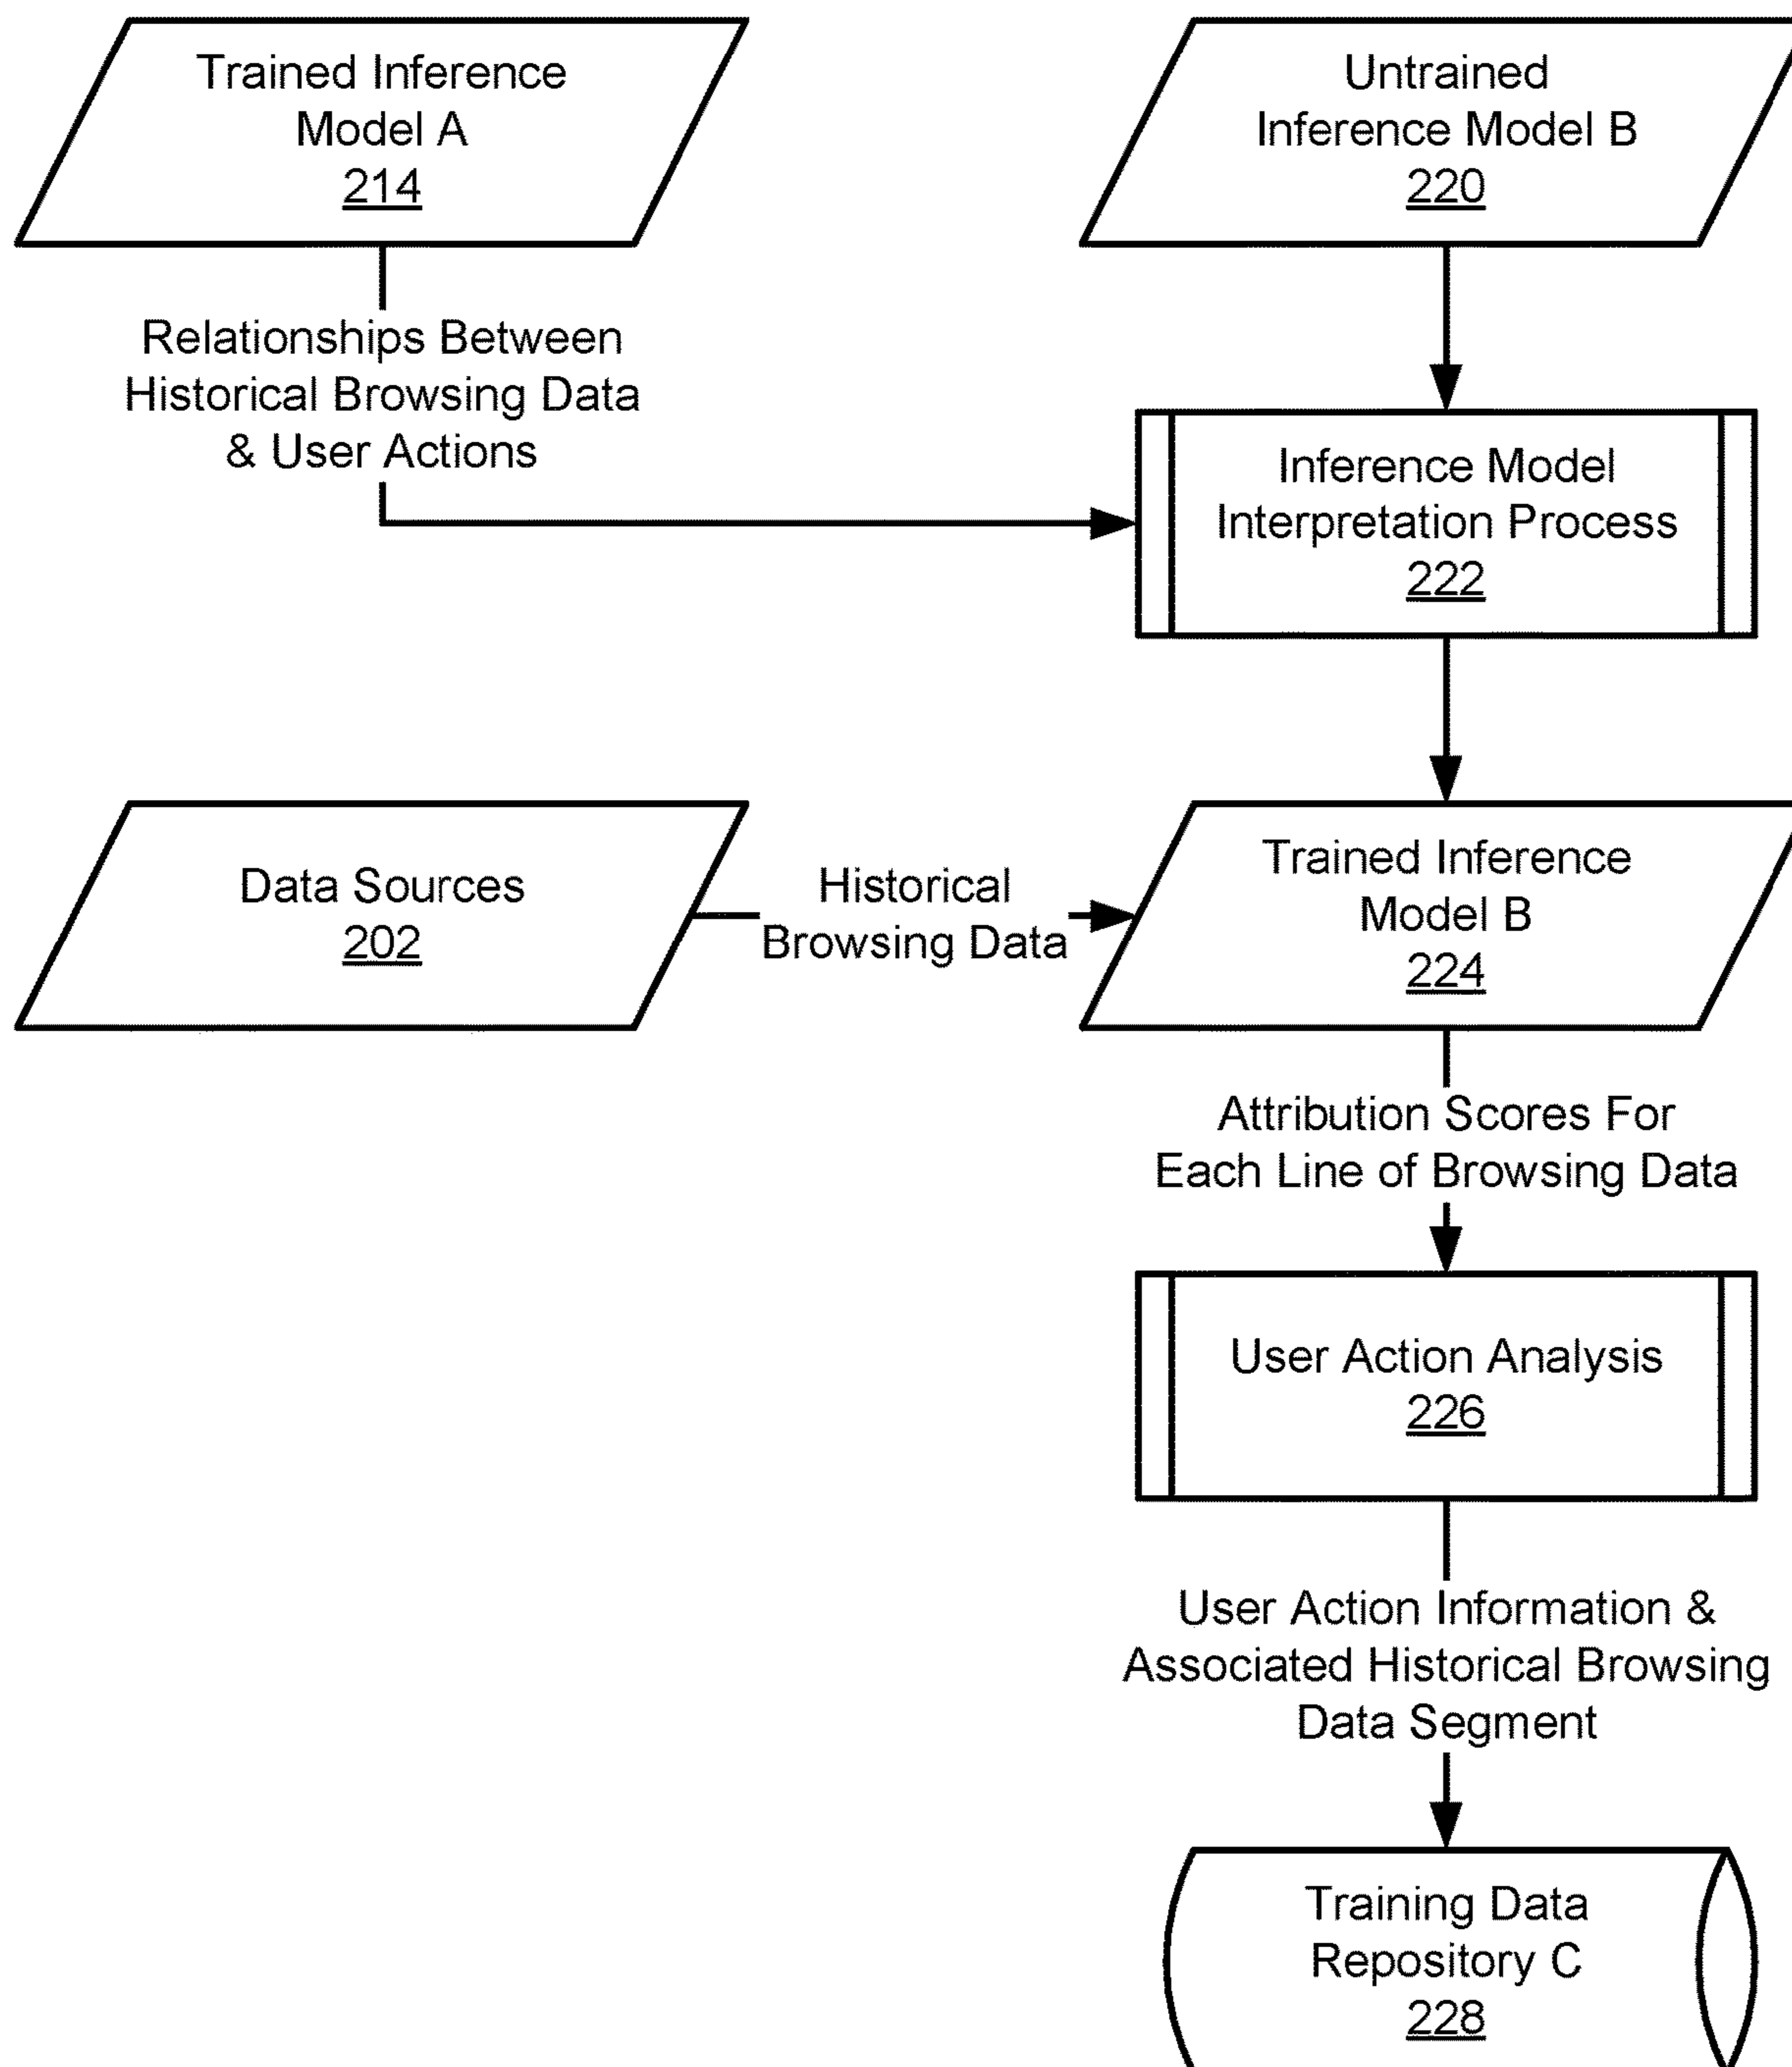 Trained Inference
Model A
214
Untrained
Inference Model B
220
Relationships Between
Historical Browsing Data
& User Actions
Inference Model
Interpretation Process
222
Data Sources
202
Historical
Browsing Data
Trained Inference
Model B
224
Attribution Scores For
Each Line of Browsing Data
User Action Analysis
226
User Action Information &
Associated Historical Browsing
Data Segment
Training Data
Repository C
228